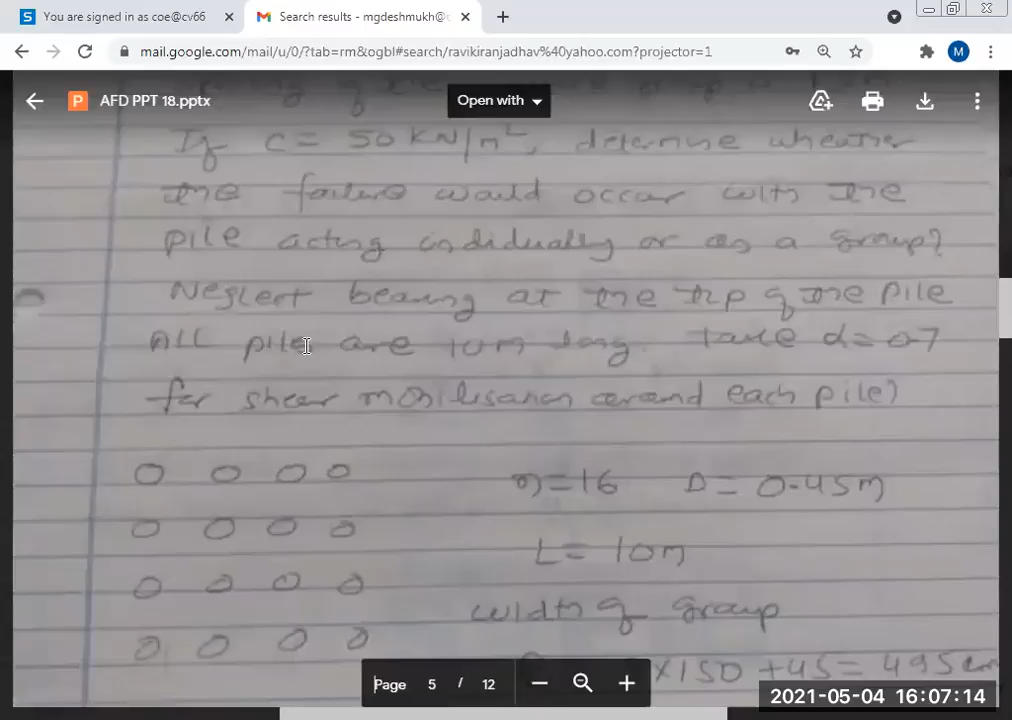 You are signed in as coe@cv66
Search results - mgdeshmukh@c
mail.google.com/mail/u/0/?tab=rm&ogbl#search/ravikiranjadhav%40yahoo.com?projector=1
M
P AFD PPT 18.pptx
Open with
If C = 50 KN/m², determine wheather
the failure would occur with the
pile acting individually or as a group?
Neglect bearing at the tip of the pile
All pile are 10m long. Take α = 0.7
for shear mobilisation around each pile)
n=16 D = 0.45m
L = 10m
width of group
×150 + 45 = 495cm
Page 5 / 12
2021-05-04 16:07:14